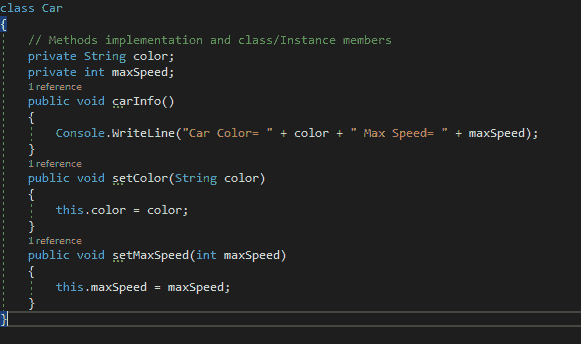 class Car
{
// Methods implementation and class/Instance members
private String color;
private int maxSpeed;
1 reference
public void carInfo()
{
Console.WriteLine("Car Color= " + color + " Max Speed= " + maxSpeed);
}
1 reference
public void setColor(String color)
{
this.color = color;
}
1 reference
public void setMaxSpeed(int maxSpeed)
{
this.maxSpeed = maxSpeed;
}
}